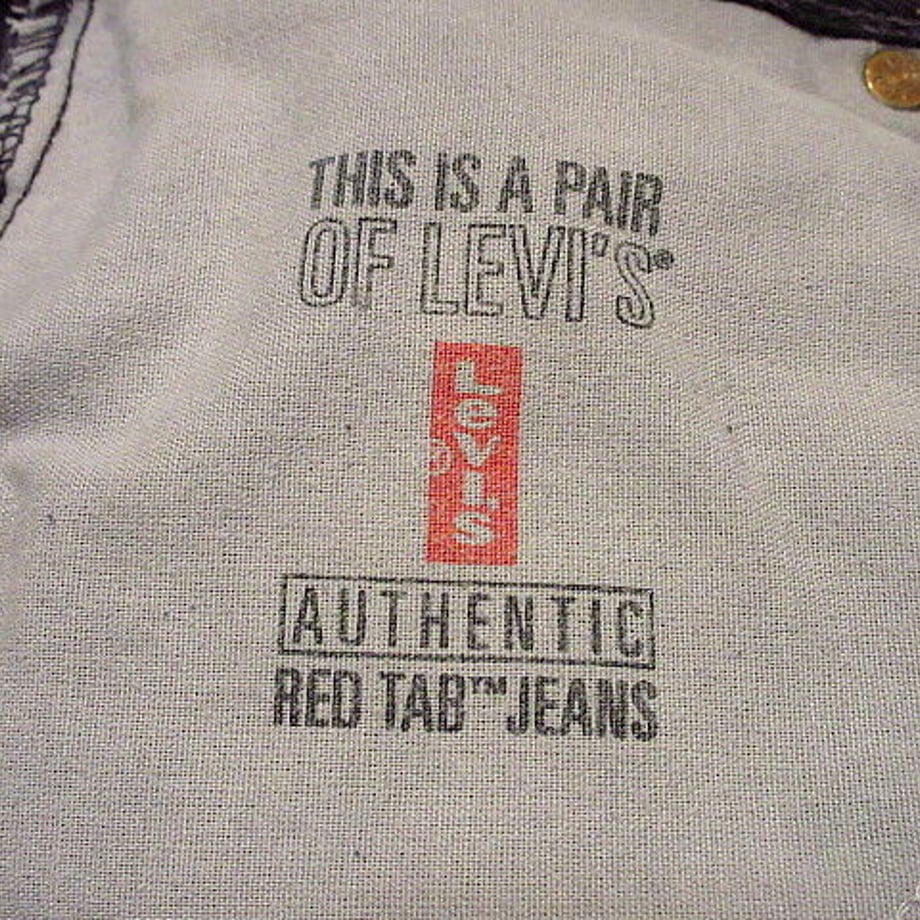 THIS IS A PAIR
OF LEVI'S®
LEVI'S
®
AUTHENTIC
RED TAB™ JEANS